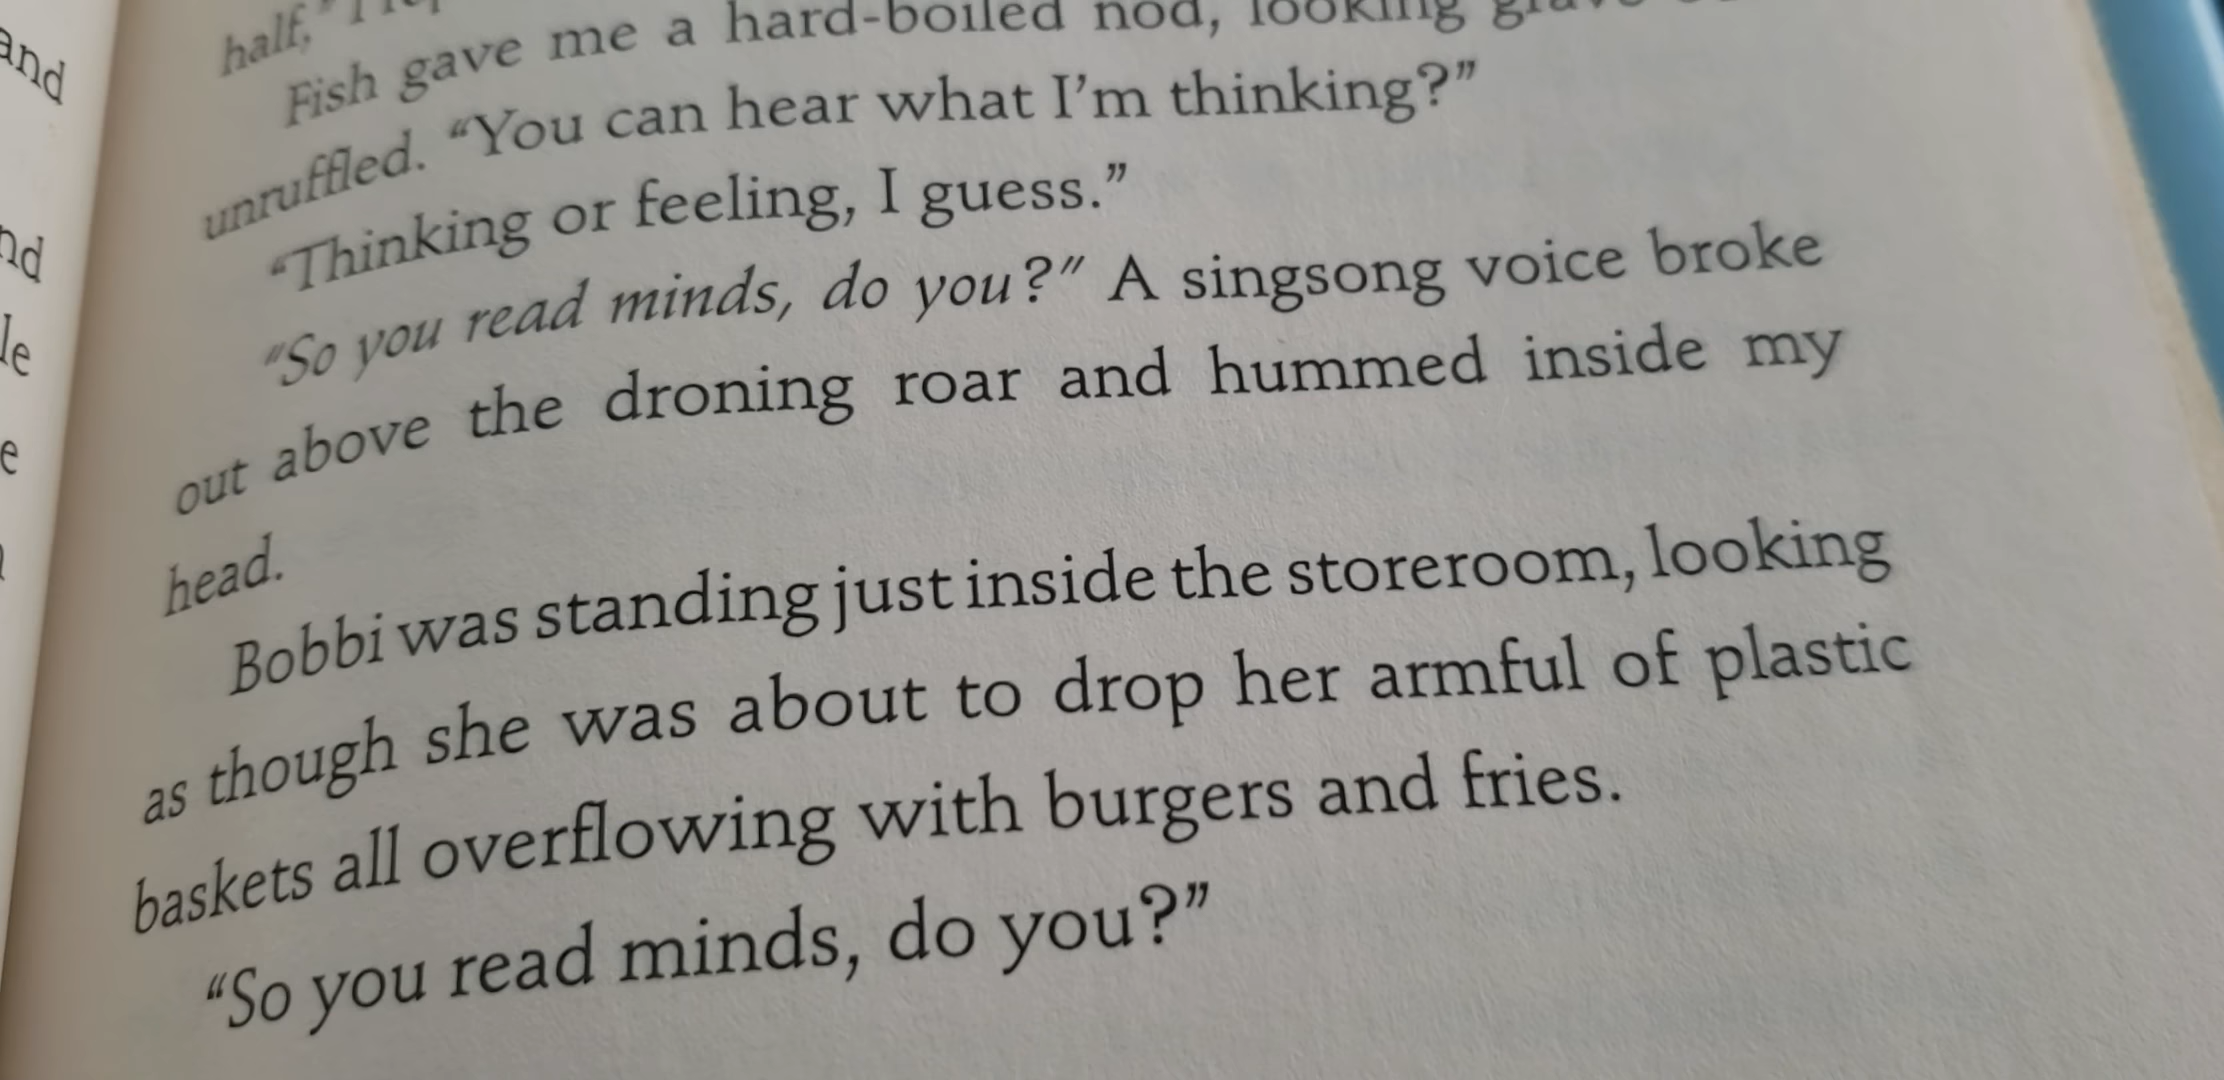 and
half,”
Fish gave me a hard-boiled nod, looking
unruffled. “You can hear what I’m thinking?”
“Thinking or feeling, I guess.”
“So you read minds, do you?” A singsong voice broke
out above the droning roar and hummed inside my
head.
Bobbi was standing just inside the storeroom, looking
as though she was about to drop her armful of plastic
baskets all overflowing with burgers and fries.
“So you read minds, do you?”